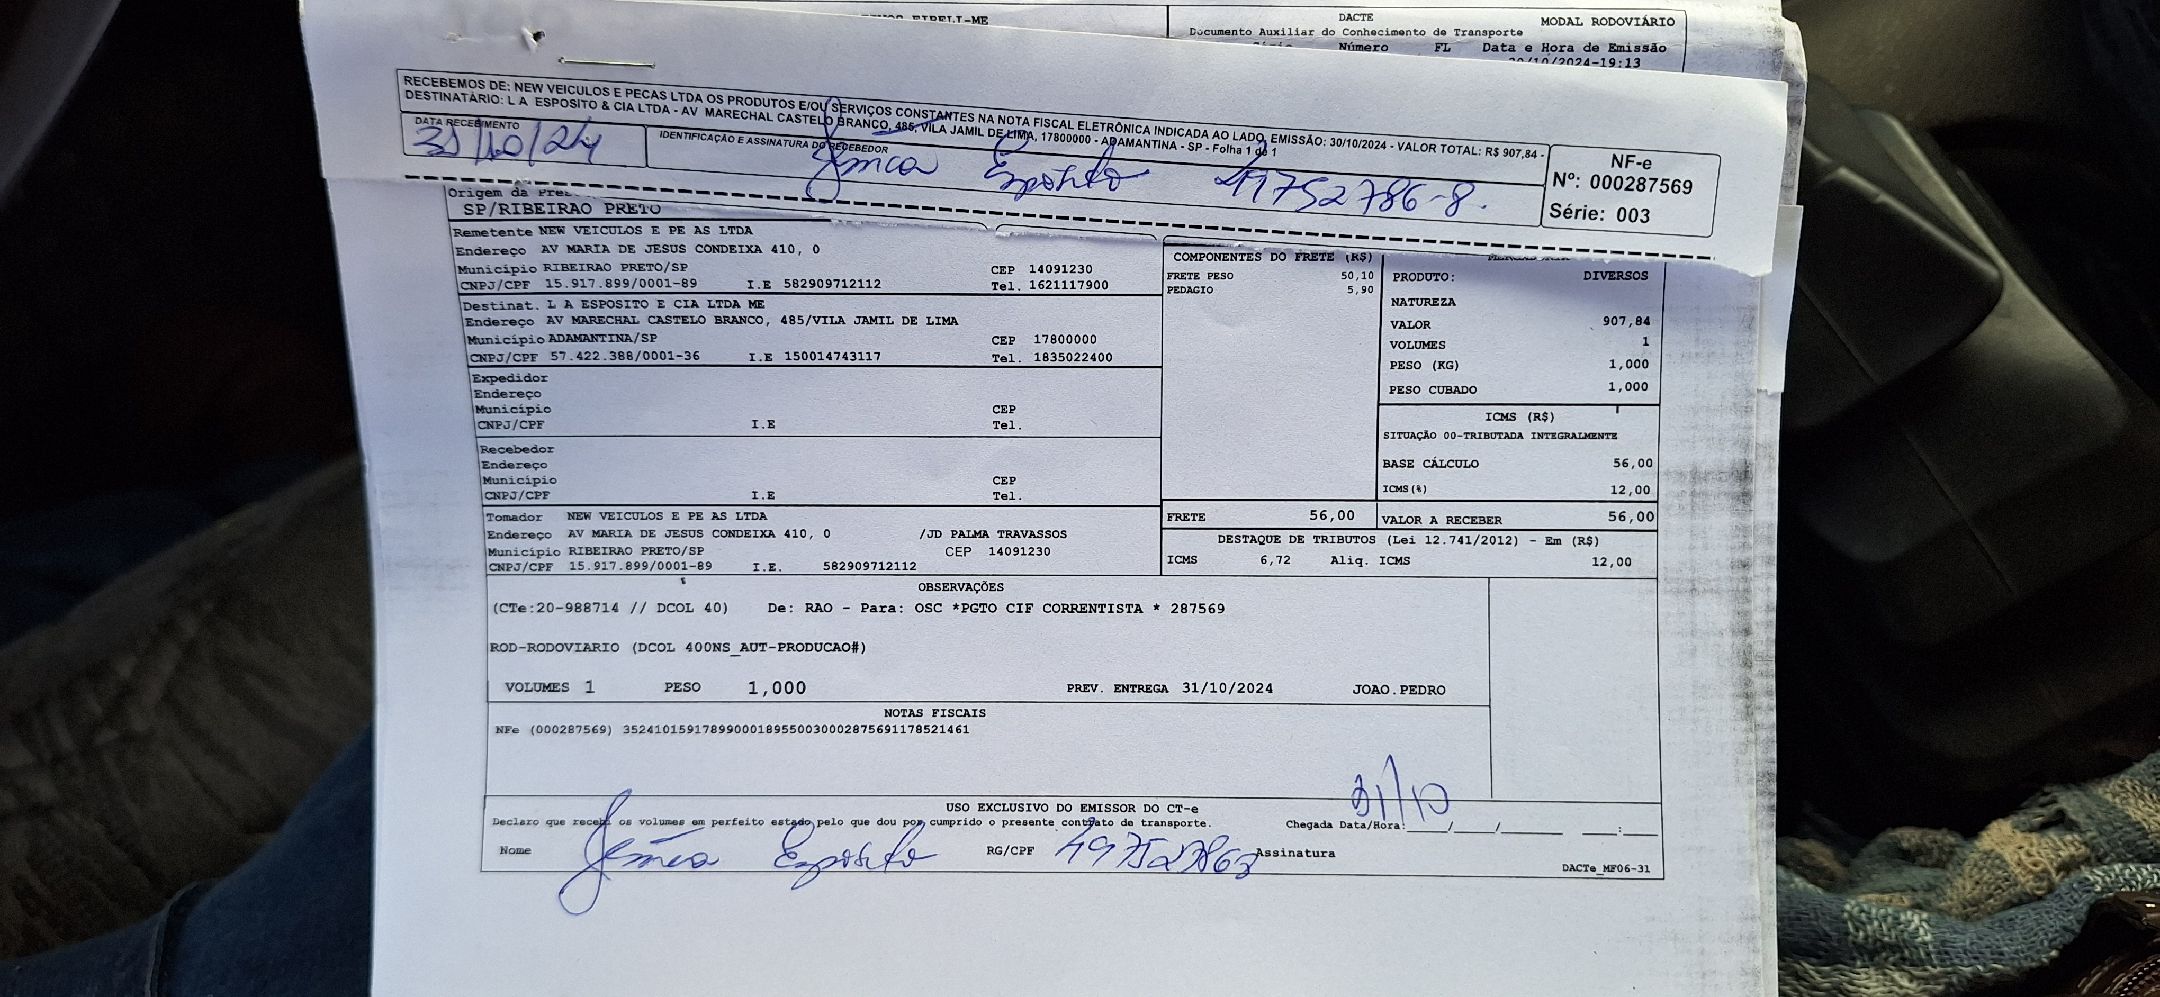 EIRELI-ME
DACTE
MODAL RODOVIÁRIO
Documento Auxiliar do Conhecimento de Transporte
Série Número FL Data e Hora de Emissão
30/10/2024-19:13
RECEBEMOS DE: NEW VEICULOS E PECAS LTDA OS PRODUTOS E/OU SERVIÇOS CONSTANTES NA NOTA FISCAL ELETRÔNICA INDICADA AO LADO, EMISSÃO: 30/10/2024 - VALOR TOTAL: R$ 907,84 -
DESTINATÁRIO: L A ESPOSITO & CIA LTDA - AV MARECHAL CASTELO BRANCO, 485, VILA JAMIL DE LIMA, 17800000 - ADAMANTINA - SP - Folha 1 de 1
DATA RECEBIMENTO
31/10/24
IDENTIFICAÇÃO E ASSINATURA DO RECEBEDOR
Esposito 49752786-8.
NF-e
Nº: 000287569
Série: 003
Origem da
SP/RIBEIRAO PRETO
Remetente NEW VEICULOS E PE AS LTDA
Endereço AV MARIA DE JESUS CONDEIXA 410, 0
Município RIBEIRAO PRETO/SP CEP 14091230
CNPJ/CPF 15.917.899/0001-89 I.E 582909712112 Tel. 1621117900
Destinat. L A ESPOSITO E CIA LTDA ME
Endereço AV MARECHAL CASTELO BRANCO, 485/VILA JAMIL DE LIMA
Município ADAMANTINA/SP CEP 17800000
CNPJ/CPF 57.422.388/0001-36 I.E 150014743117 Tel. 1835022400
Expedidor
Endereço
Município CEP
CNPJ/CPF I.E Tel.
Recebedor
Endereço
Município CEP
CNPJ/CPF I.E Tel.
Tomador NEW VEICULOS E PE AS LTDA
Endereço AV MARIA DE JESUS CONDEIXA 410, 0 /JD PALMA TRAVASSOS
Município RIBEIRAO PRETO/SP CEP 14091230
CNPJ/CPF 15.917.899/0001-89 I.E. 582909712112
COMPONENTES DO FRETE (R$)
FRETE PESO 50,10
PEDAGIO 5,90
PRODUTO: DIVERSOS
NATUREZA
VALOR 907,84
VOLUMES 1
PESO (KG) 1,000
PESO CUBADO 1,000
ICMS (R$)
SITUAÇÃO 00-TRIBUTADA INTEGRALMENTE
BASE CÁLCULO 56,00
ICMS(%) 12,00
FRETE 56,00 VALOR A RECEBER 56,00
DESTAQUE DE TRIBUTOS (Lei 12.741/2012) - Em (R$)
ICMS 6,72 Aliq. ICMS 12,00
OBSERVAÇÕES
(CTe:20-988714 // DCOL 40) De: RAO - Para: OSC *PGTO CIF CORRENTISTA * 287569
ROD-RODOVIARIO (DCOL 400NS_AUT-PRODUCAO#)
VOLUMES 1 PESO 1,000 PREV. ENTREGA 31/10/2024 JOAO.PEDRO
NOTAS FISCAIS
NFe (000287569) 35241015917899000189550030002875691178521461
USO EXCLUSIVO DO EMISSOR DO CT-e
31/10
Declaro que recebi os volumes em perfeito estado pelo que dou por cumprido o presente contrato de transporte. Chegada Data/Hora:____/____/________ ____:____
Nome Esposito RG/CPF Assinatura
DACTe_MF06-31